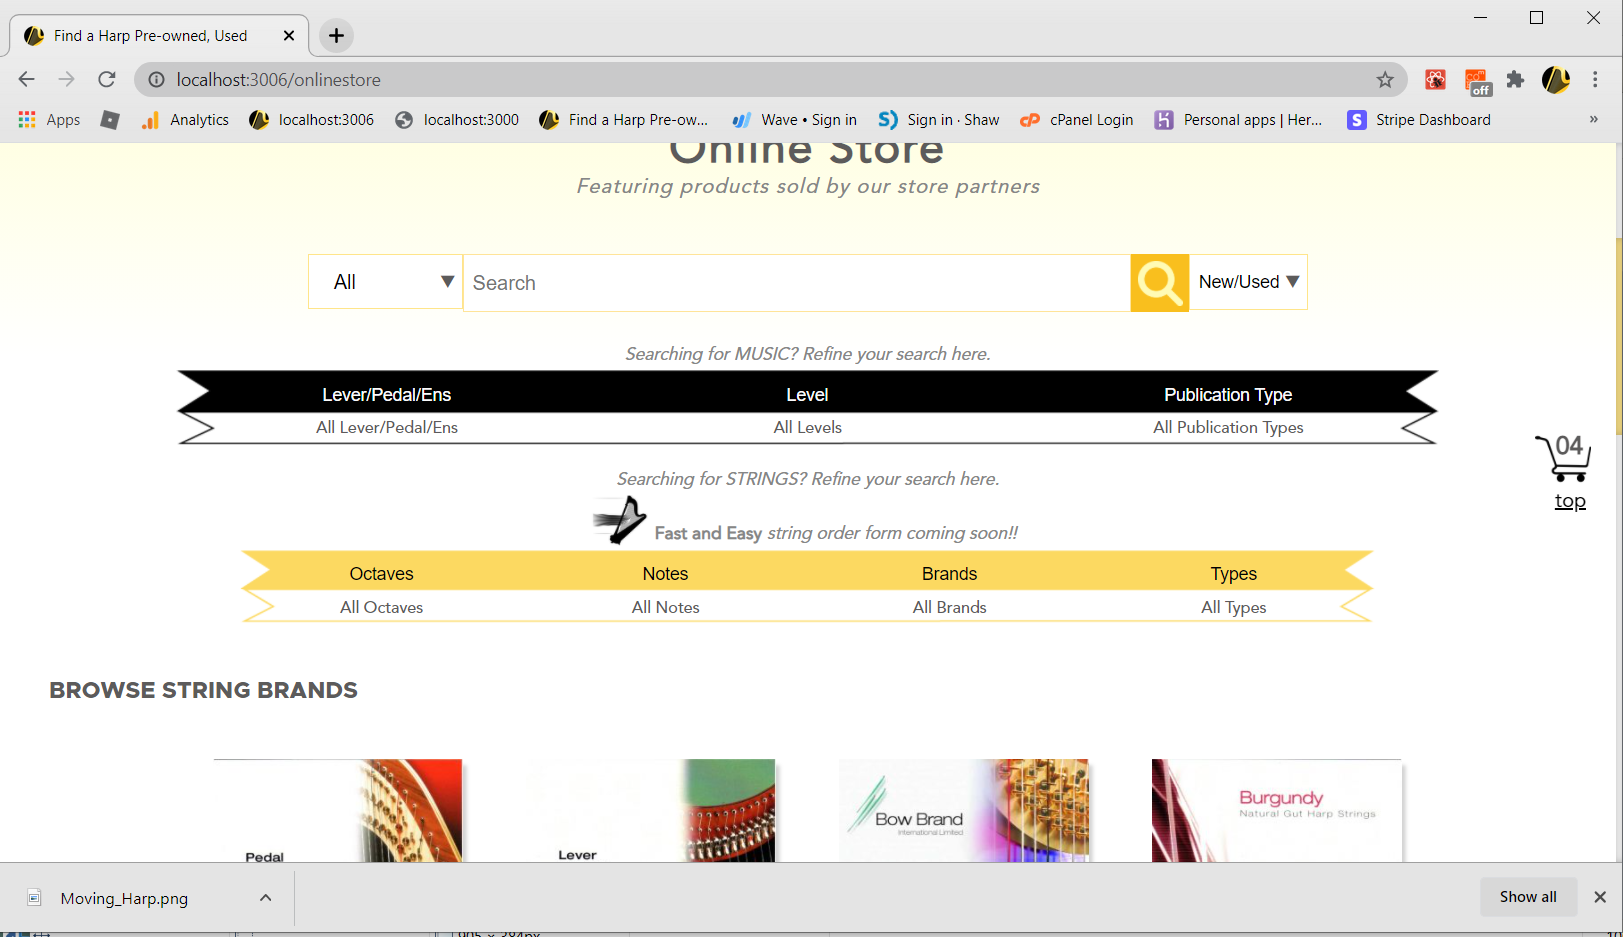 Find a Harp Pre-owned, Used
localhost:3006/onlinestore
off
Apps Analytics localhost:3006 localhost:3000 Find a Harp Pre-ow... Wave • Sign in Sign in · Shaw cPanel Login Personal apps | Her... Stripe Dashboard »
Online Store
Featuring products sold by our store partners
All ▼ Search New/Used ▼
Searching for MUSIC? Refine your search here.
Lever/Pedal/Ens Level Publication Type
All Lever/Pedal/Ens All Levels All Publication Types
04
top
Searching for STRINGS? Refine your search here.
Fast and Easy string order form coming soon!!
Octaves Notes Brands Types
All Octaves All Notes All Brands All Types
BROWSE STRING BRANDS
Pedal
Lever
Bow Brand
International Limited
Burgundy
Natural Gut Harp Strings
Moving_Harp.png
Show all